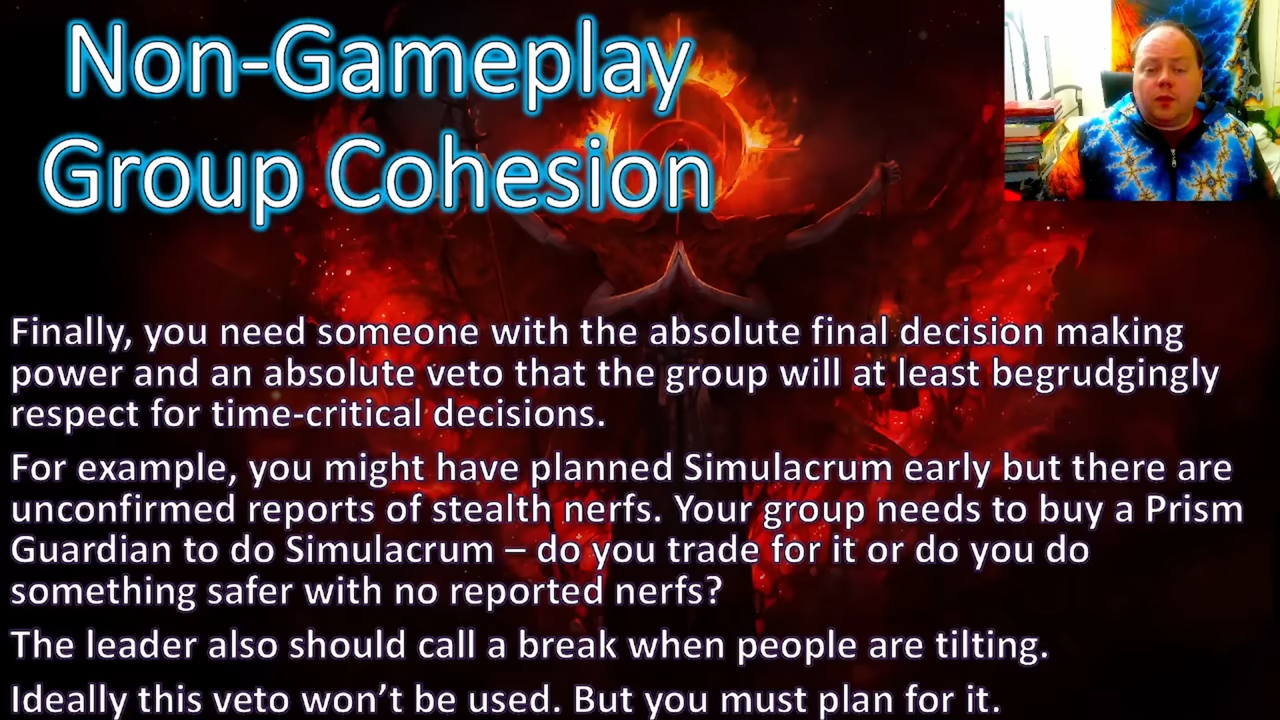 Non-Gameplay
Group Cohesion
Finally, you need someone with the absolute final decision making
power and an absolute veto that the group will at least begrudgingly
respect for time-critical decisions.
For example, you might have planned Simulacrum early but there are
unconfirmed reports of stealth nerfs. Your group needs to buy a Prism
Guardian to do Simulacrum – do you trade for it or do you do
something safer with no reported nerfs?
The leader also should call a break when people are tilting.
Ideally this veto won’t be used. But you must plan for it.